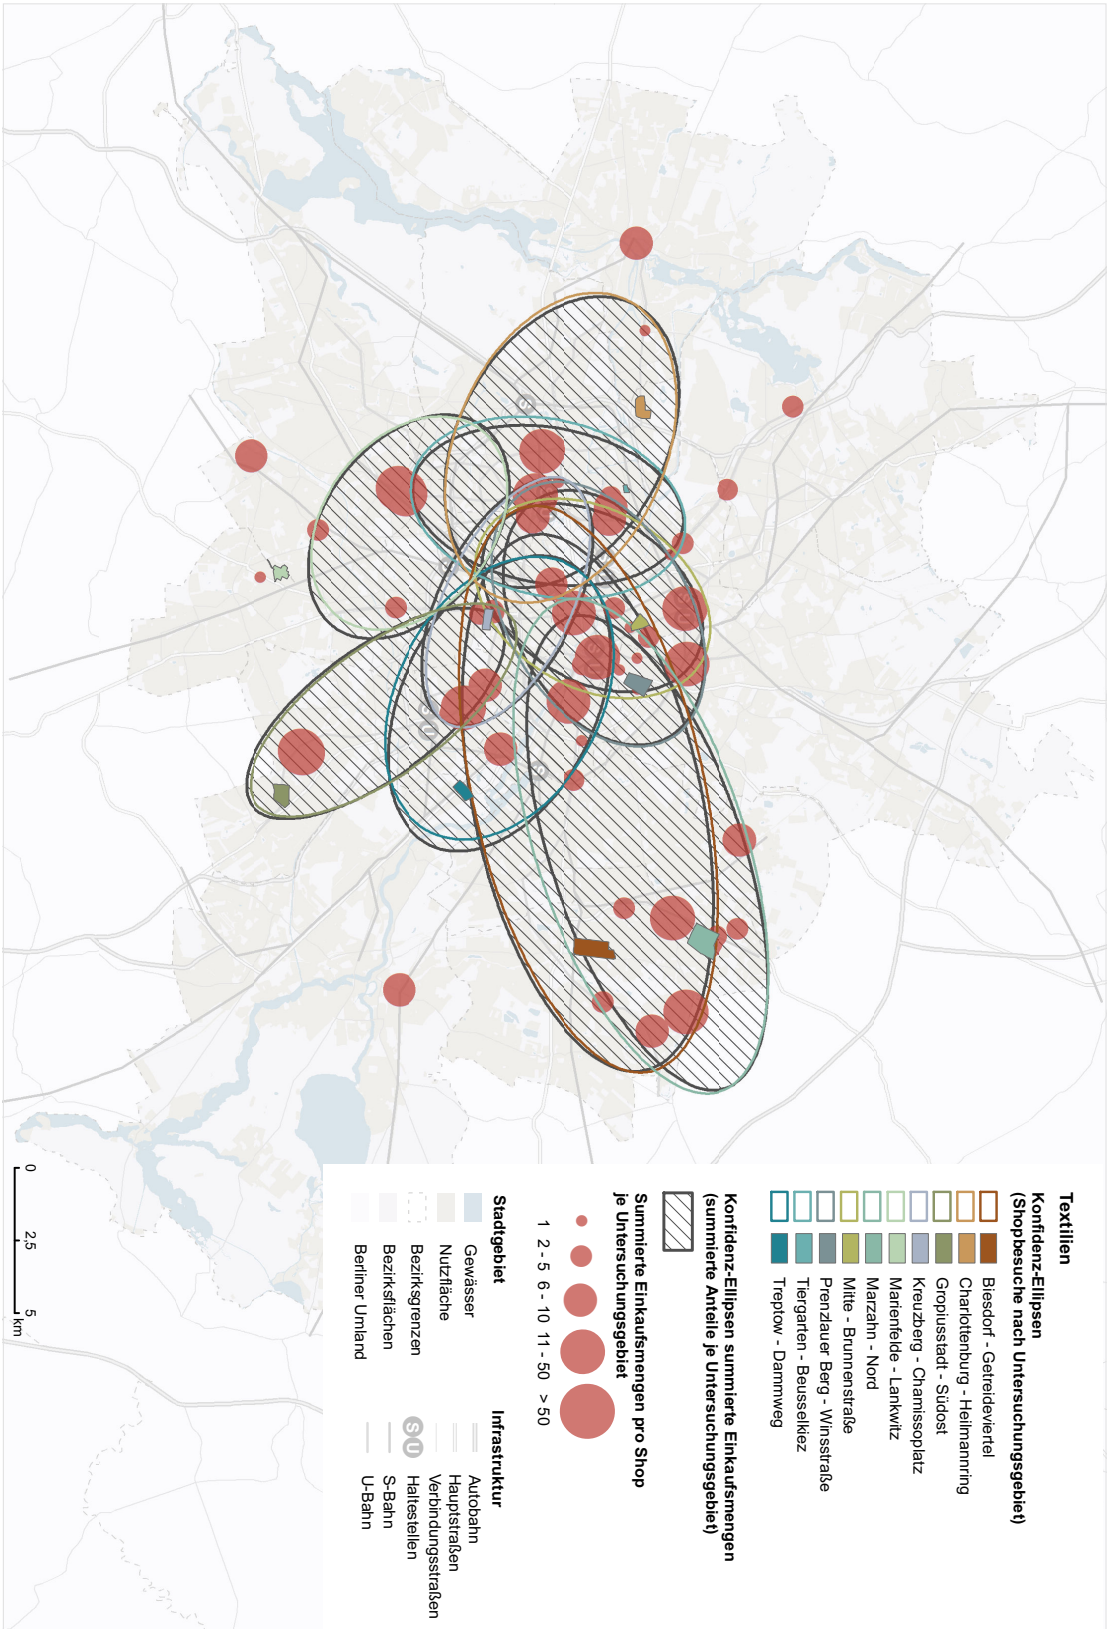 Textilien
Konfidenz-Ellipsen
(Shopbesuche nach Untersuchungsgebiet)
Biesdorf - Getreideviertel
Charlottenburg - Heilmannring
Gropiusstadt - Südost
Kreuzberg - Chamissoplatz
Marienfelde - Lankwitz
Marzahn - Nord
Mitte - Brunnenstraße
Prenzlauer Berg - Winsstraße
Tiergarten - Beusselkiez
Treptow - Dammweg
Konfidenz-Ellipsen summierte Einkaufsmengen
(summierte Anteile je Untersuchungsgebiet)
Summierte Einkaufsmengen pro Shop
je Untersuchungsgebiet
1 2 - 5 6 - 10 11 - 50 > 50
Stadtgebiet
Gewässer
Nutzfläche
Bezirksgrenzen
Bezirksflächen
Berliner Umland
Infrastruktur
Autobahn
Hauptstraßen
Verbindungsstraßen
S U Haltestellen
S-Bahn
U-Bahn
0 2,5 5
km